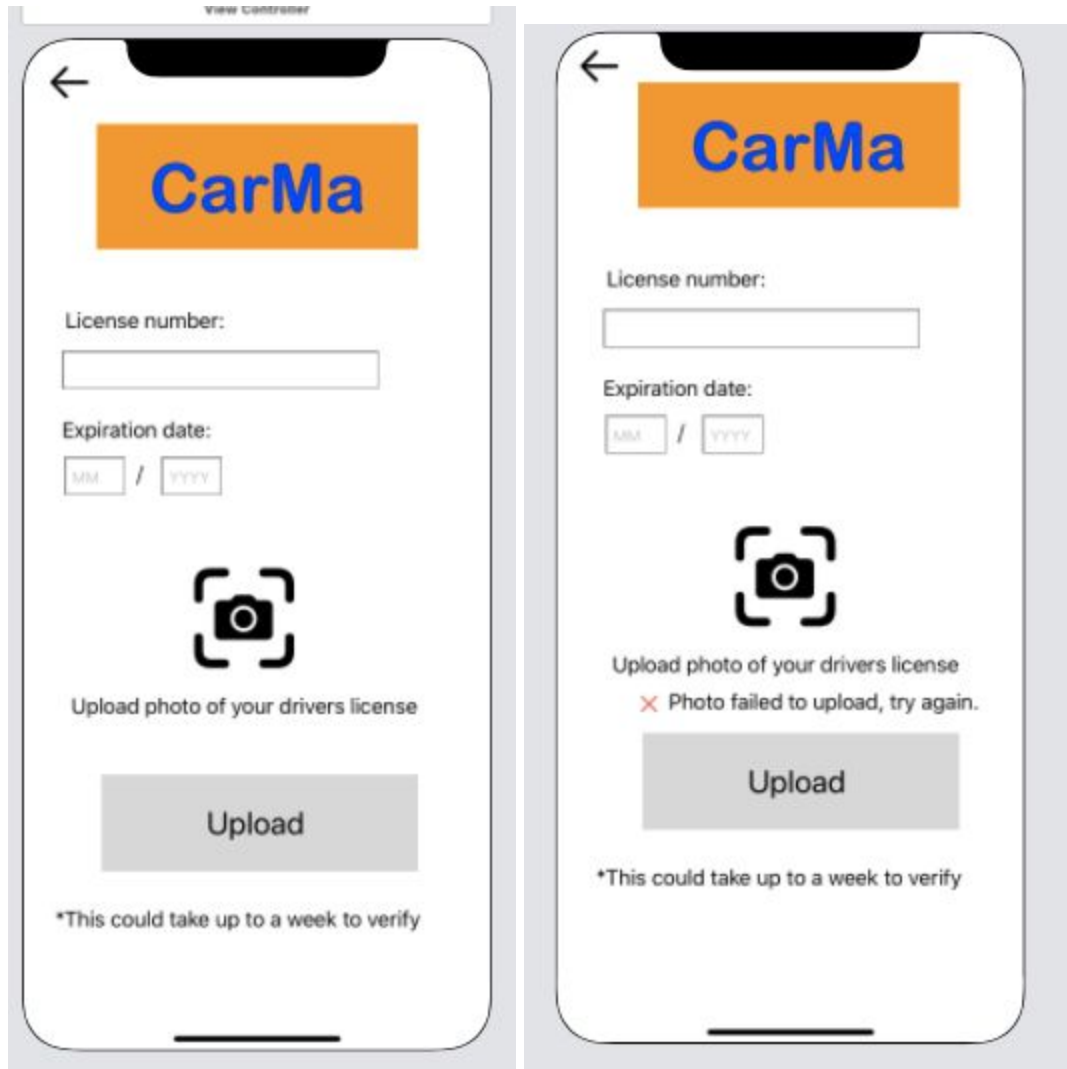 View Controller
CarMa
License number:
Expiration date:
MM / YYYY
Upload photo of your drivers license
Upload
*This could take up to a week to verify
CarMa
License number:
Expiration date:
MM / YYYY
Upload photo of your drivers license
Photo failed to upload, try again.
Upload
*This could take up to a week to verify